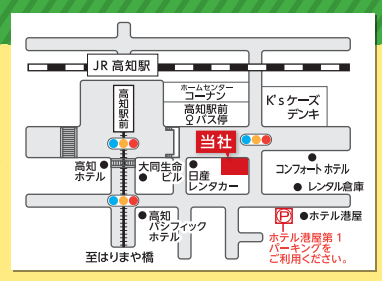 JR 高知駅
ホームセンター
コーナン
高知駅前
バス停
K'sケーズ
デンキ
高知駅前
当社
高知
ホテル
大同生命
ビル
日産
レンタカー
コンフォートホテル
レンタル倉庫
高知
パシフィック
ホテル
P
ホテル港屋
ホテル港屋第1
パーキングを
ご利用ください。
至はりまや橋